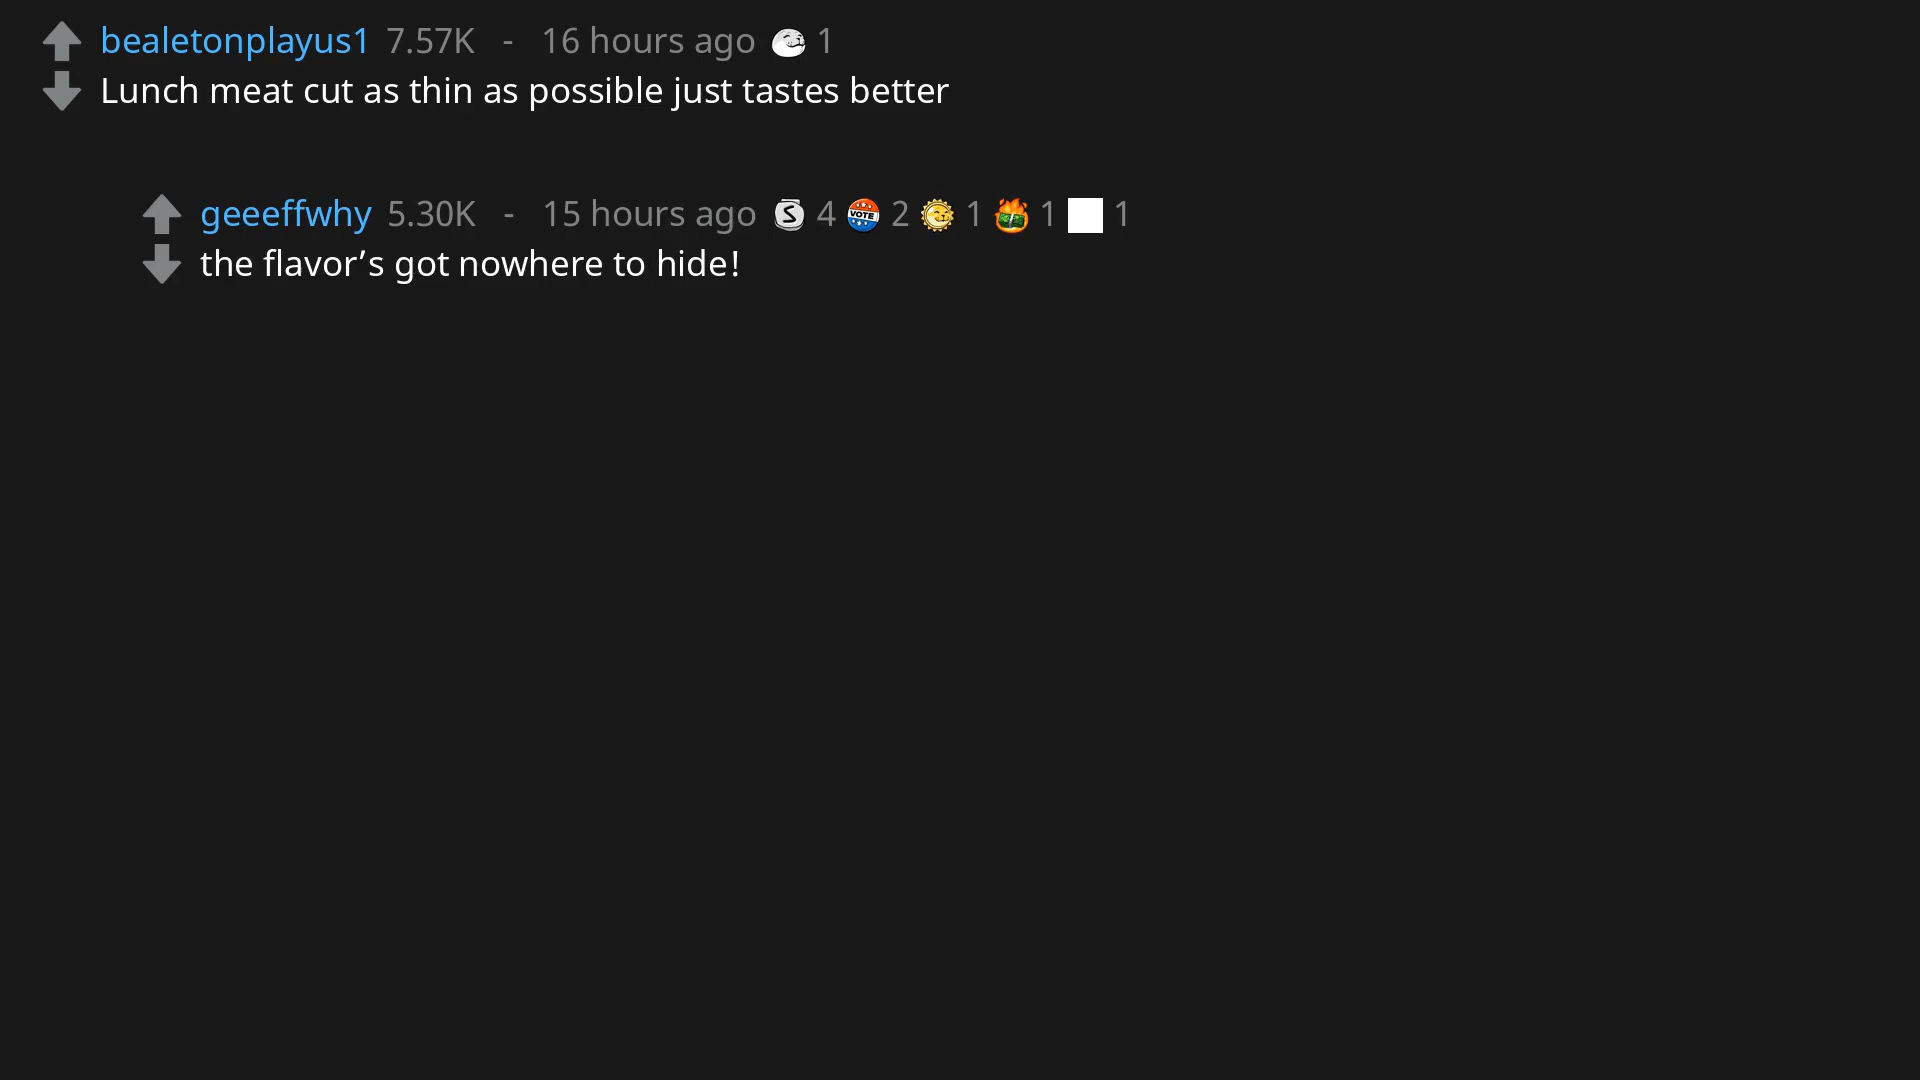 bealetonplayus1 7.57K - 16 hours ago 1
Lunch meat cut as thin as possible just tastes better
geeeffwhy 5.30K - 15 hours ago S 4 VOTE 2 1 1 1
the flavor’s got nowhere to hide!